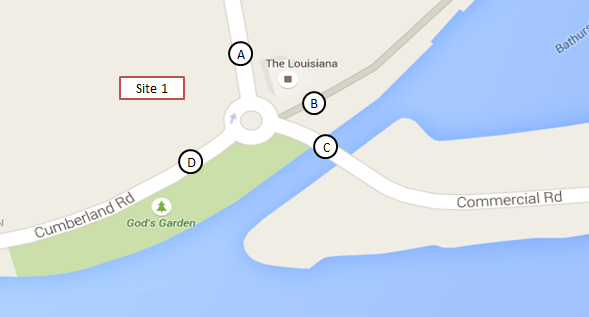 A
The Louisiana
Bathurs
Site 1
B
C
D
Cumberland Rd
God's Garden
Commercial Rd